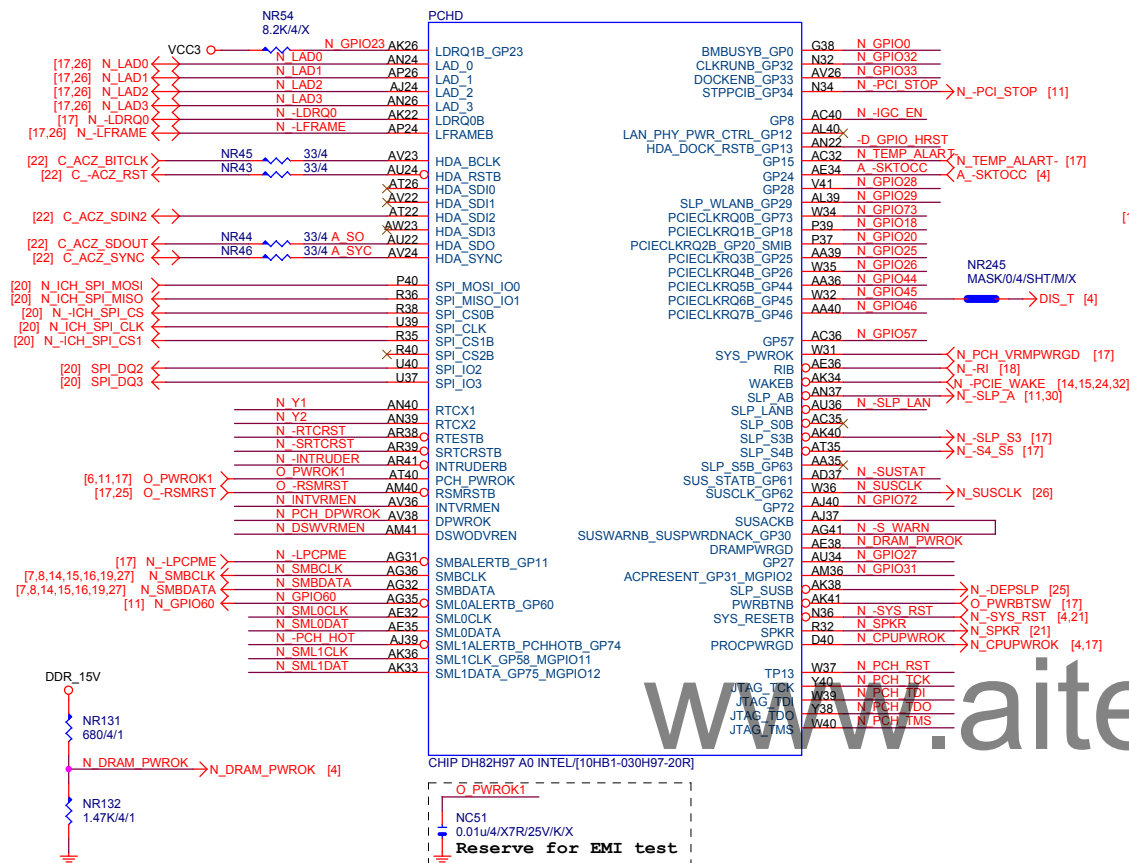 NR54
8.2K/4/X
VCC3
PCHD
N_GPIO23 AK26 LDRQ1B_GP23
[17,26] N_LAD0 N_LAD0 AN24 LAD_0
[17,26] N_LAD1 N_LAD1 AP26 LAD_1
[17,26] N_LAD2 N_LAD2 AJ24 LAD_2
[17,26] N_LAD3 N_LAD3 AN26 LAD_3
[17] N_-LDRQ0 N_-LDRQ0 AK22 LDRQ0B
[17,26] N_-LFRAME N_-LFRAME AP24 LFRAMEB
[22] C_ACZ_BITCLK NR45 33/4 AV23 HDA_BCLK
[22] C_-ACZ_RST NR43 33/4 AU24 HDA_RSTB
AT26 HDA_SDI0
AV22 HDA_SDI1
[22] C_ACZ_SDIN2 AT22 HDA_SDI2
AW23 HDA_SDI3
[22] C_ACZ_SDOUT NR44 33/4 A_SO AU22 HDA_SDO
[22] C_ACZ_SYNC NR46 33/4 A_SYC AV24 HDA_SYNC
[20] N_ICH_SPI_MOSI P40 SPI_MOSI_IO0
[20] N_ICH_SPI_MISO R36 SPI_MISO_IO1
[20] N_-ICH_SPI_CS R38 SPI_CS0B
[20] N_ICH_SPI_CLK U39 SPI_CLK
[20] N_-ICH_SPI_CS1 R35 SPI_CS1B
R40 SPI_CS2B
[20] SPI_DQ2 U40 SPI_IO2
[20] SPI_DQ3 U37 SPI_IO3
N_Y1 AN40 RTCX1
N_Y2 AN39 RTCX2
N_-RTCRST AR38 RTESTB
N_-SRTCRST AR39 SRTCRSTB
N_-INTRUDER AR41 INTRUDERB
[6,11,17] O_PWROK1 O_PWROK1 AT40 PCH_PWROK
[17,25] O_-RSMRST O_-RSMRST AM40 RSMRSTB
N_INTVRMEN AV36 INTVRMEN
N_PCH_DPWROK AV38 DPWROK
N_DSWVRMEN AM41 DSWODVREN
[17] N_-LPCPME N_-LPCPME AG31 SMBALERTB_GP11
[7,8,14,15,16,19,27] N_SMBCLK N_SMBCLK AG36 SMBCLK
[7,8,14,15,16,19,27] N_SMBDATA N_SMBDATA AG32 SMBDATA
[11] N_GPIO60 N_GPIO60 AG35 SML0ALERTB_GP60
N_SML0CLK AE32 SML0CLK
N_SML0DAT AE35 SML0DATA
N_-PCH_HOT AJ39 SML1ALERTB_PCHHOTB_GP74
N_SML1CLK AK36 SML1CLK_GP58_MGPIO11
N_SML1DAT AK33 SML1DATA_GP75_MGPIO12
BMBUSYB_GP0 G38 N_GPIO0
CLKRUNB_GP32 N32 N_GPIO32
DOCKENB_GP33 AV26 N_GPIO33
STPPCIB_GP34 N34 N_-PCI_STOP N_-PCI_STOP [11]
GP8 AC40 N_-IGC_EN
LAN_PHY_PWR_CTRL_GP12 AL40
HDA_DOCK_RSTB_GP13 AN22 -D_GPIO_HRST
GP15 AC32 N_TEMP_ALART- N_TEMP_ALART- [17]
GP24 AE34 A_-SKTOCC A_-SKTOCC [4]
GP28 V41 N_GPIO28
SLP_WLANB_GP29 AL39 N_GPIO29
PCIECLKRQ0B_GP73 W34 N_GPIO73
PCIECLKRQ1B_GP18 P39 N_GPIO18
PCIECLKRQ2B_GP20_SMIB P37 N_GPIO20
PCIECLKRQ3B_GP25 AA39 N_GPIO25
PCIECLKRQ4B_GP26 W35 N_GPIO26
PCIECLKRQ5B_GP44 AA36 N_GPIO44
PCIECLKRQ6B_GP45 W32 N_GPIO45 DIS_T [4]
PCIECLKRQ7B_GP46 AA40 N_GPIO46
NR245
MASK/0/4/SHT/M/X
[1
GP57 AC36 N_GPIO57
SYS_PWROK W31 N_PCH_VRMPWRGD [17]
RIB AE36 N_-RI [18]
WAKEB AK34 N_-PCIE_WAKE [14,15,24,32]
SLP_AB AN37 N_-SLP_A [11,30]
SLP_LANB AU36 N_-SLP_LAN
SLP_S0B AC35
SLP_S3B AK40 N_-SLP_S3 [17]
SLP_S4B AT35 N_-S4_S5 [17]
SLP_S5B_GP63 AA35
SUS_STATB_GP61 AD37 N_-SUSTAT
SUSCLK_GP62 W36 N_SUSCLK N_SUSCLK [26]
GP72 AJ40 N_GPIO72
SUSACKB AJ37
SUSWARNB_SUSPWRDNACK_GP30 AG41 N_-S_WARN
DRAMPWRGD AE38 N_DRAM_PWROK
GP27 AU34 N_GPIO27
ACPRESENT_GP31_MGPIO2 AM36 N_GPIO31
SLP_SUSB AK38 N_-DEPSLP [25]
PWRBTNB AK41 O_PWRBTSW [17]
SYS_RESETB N36 N_-SYS_RST N_-SYS_RST [4,21]
SPKR R32 N_SPKR N_SPKR [21]
PROCPWRGD D40 N_CPUPWROK N_CPUPWROK [4,17]
TP13 W37 N_PCH_RST
JTAG_TCK Y40 N_PCH_TCK
JTAG_TDI W39 N_PCH_TDI
JTAG_TDO Y38 N_PCH_TDO
JTAG_TMS W40 N_PCH_TMS
www.aite
CHIP DH82H97 A0 INTEL/[10HB1-030H97-20R]
DDR_15V
NR131
680/4/1
N_DRAM_PWROK N_DRAM_PWROK [4]
NR132
1.47K/4/1
O_PWROK1
NC51
0.01u/4/X7R/25V/K/X
Reserve for EMI test